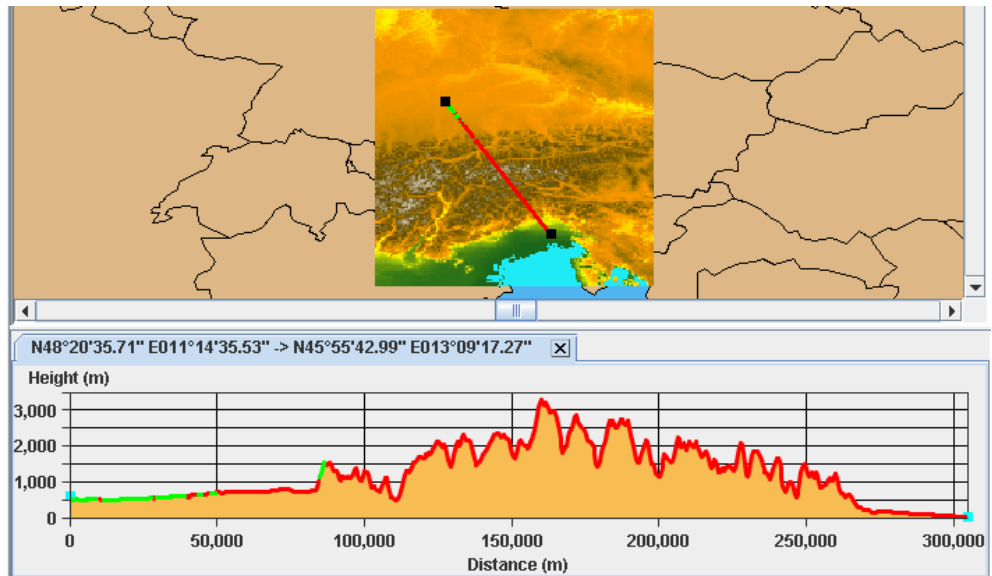 N48°20'35.71" E011°14'35.53" -> N45°55'42.99" E013°09'17.27"
Height (m)
3,000
2,000
1,000
0
0 50,000 100,000 150,000 200,000 250,000 300,000
Distance (m)